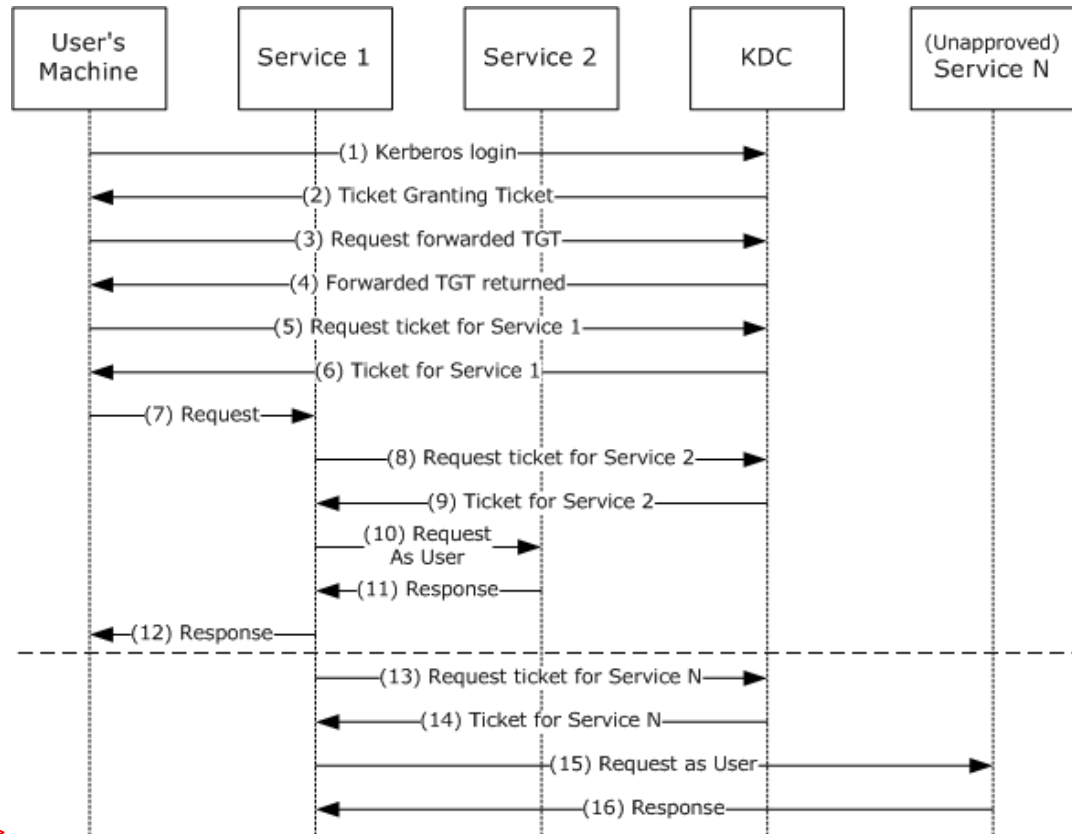 User's
Machine
Service 1
Service 2
KDC
(Unapproved)
Service N
(1) Kerberos login
(2) Ticket Granting Ticket
(3) Request forwarded TGT
(4) Forwarded TGT returned
(5) Request ticket for Service 1
(6) Ticket for Service 1
(7) Request
(8) Request ticket for Service 2
(9) Ticket for Service 2
(10) Request
As User
(11) Response
(12) Response
(13) Request ticket for Service N
(14) Ticket for Service N
(15) Request as User
(16) Response